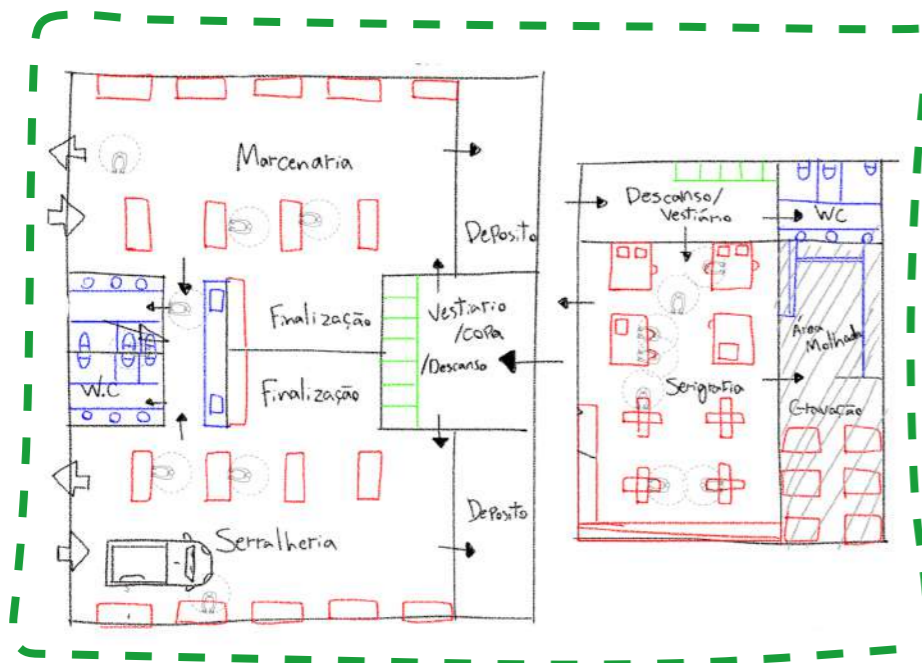 Marcenaria
Deposito
Finalização
Vestiario
/copa
/Descanso
Finalização
W.C
Deposito
Serralheria
Descanso/
Vestiário
WC
Área
Molhada
Serigrafia
Gravação